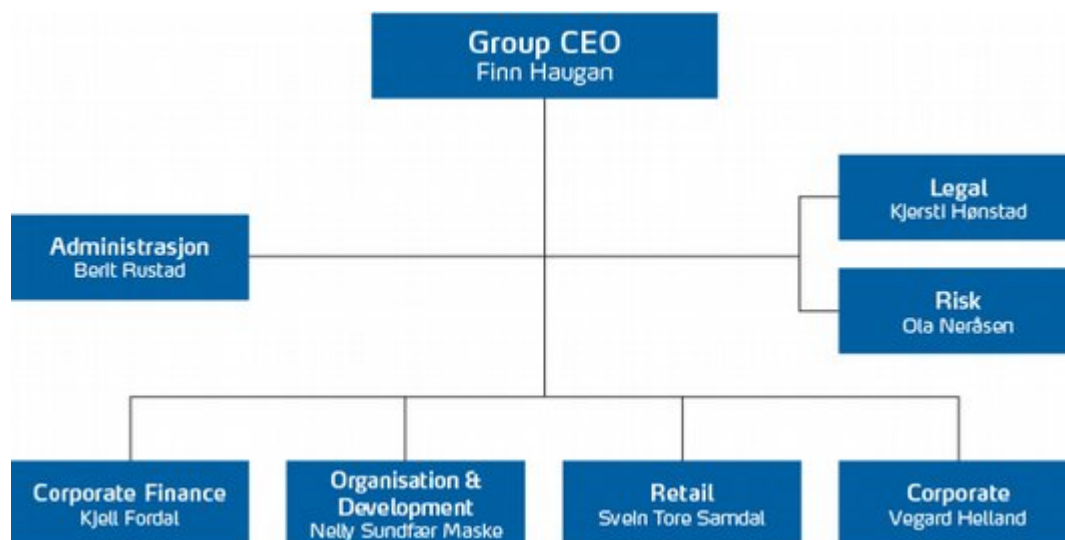 Group CEO
Finn Haugan
Legal
Kjersti Hønstad
Administrasjon
Berit Rustad
Risk
Ola Neråsen
Corporate Finance
Kjell Fordal
Organisation &
Development
Nelly Sundfær Maske
Retail
Svein Tore Samdal
Corporate
Vegard Helland